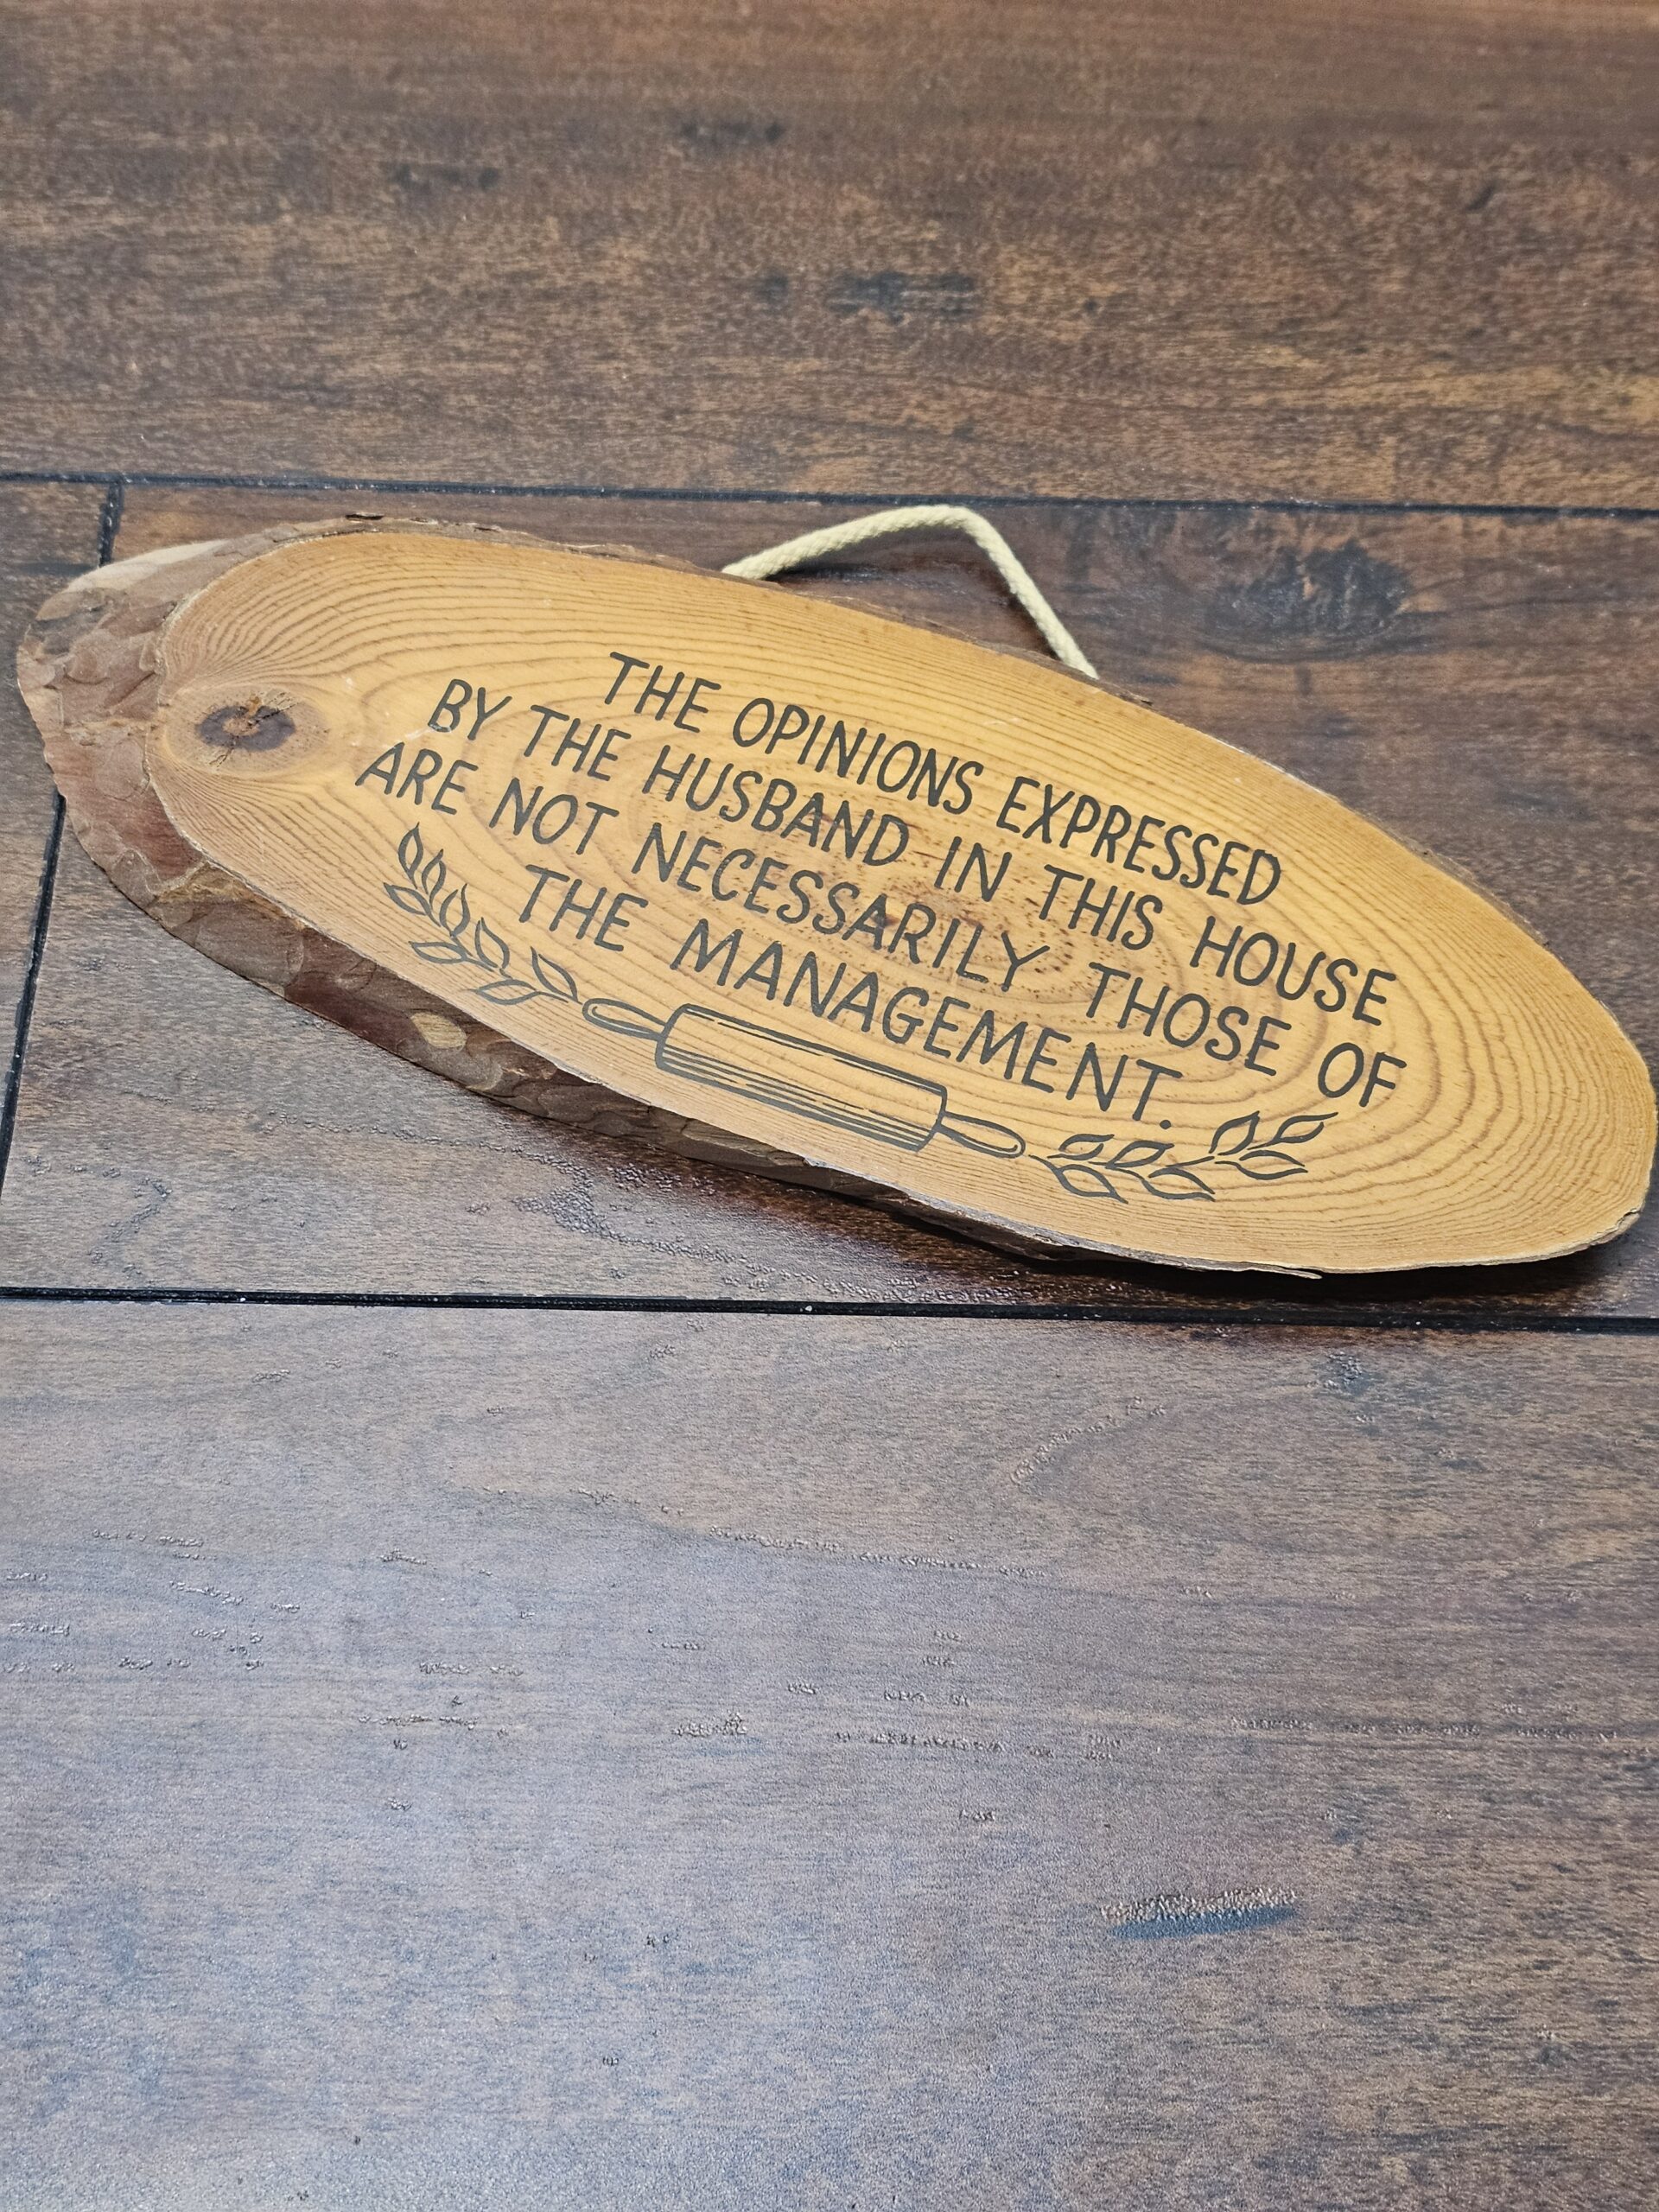 THE OPINIONS EXPRESSED
BY THE HUSBAND IN THIS HOUSE
ARE NOT NECESSARILY THOSE OF
THE MANAGEMENT.